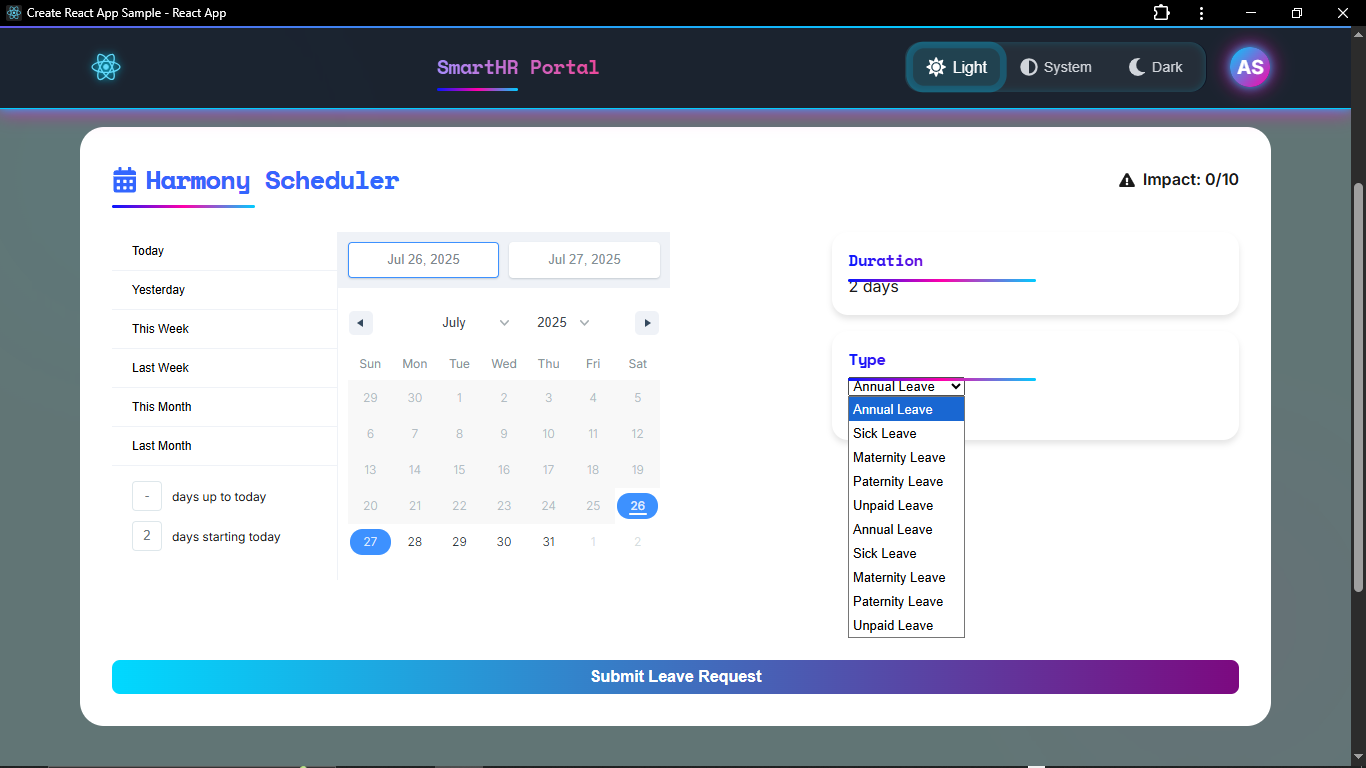 Create React App Sample - React App
SmartHR Portal
Light
System
Dark
AS
Harmony Scheduler
Impact: 0/10
Today
Yesterday
This Week
Last Week
This Month
Last Month
- days up to today
2 days starting today
Jul 26, 2025 Jul 27, 2025
July 2025
Sun Mon Tue Wed Thu Fri Sat
29 30 1 2 3 4 5
6 7 8 9 10 11 12
13 14 15 16 17 18 19
20 21 22 23 24 25 26
27 28 29 30 31 1 2
Duration
2 days
Type
Annual Leave
Annual Leave
Sick Leave
Maternity Leave
Paternity Leave
Unpaid Leave
Annual Leave
Sick Leave
Maternity Leave
Paternity Leave
Unpaid Leave
Submit Leave Request